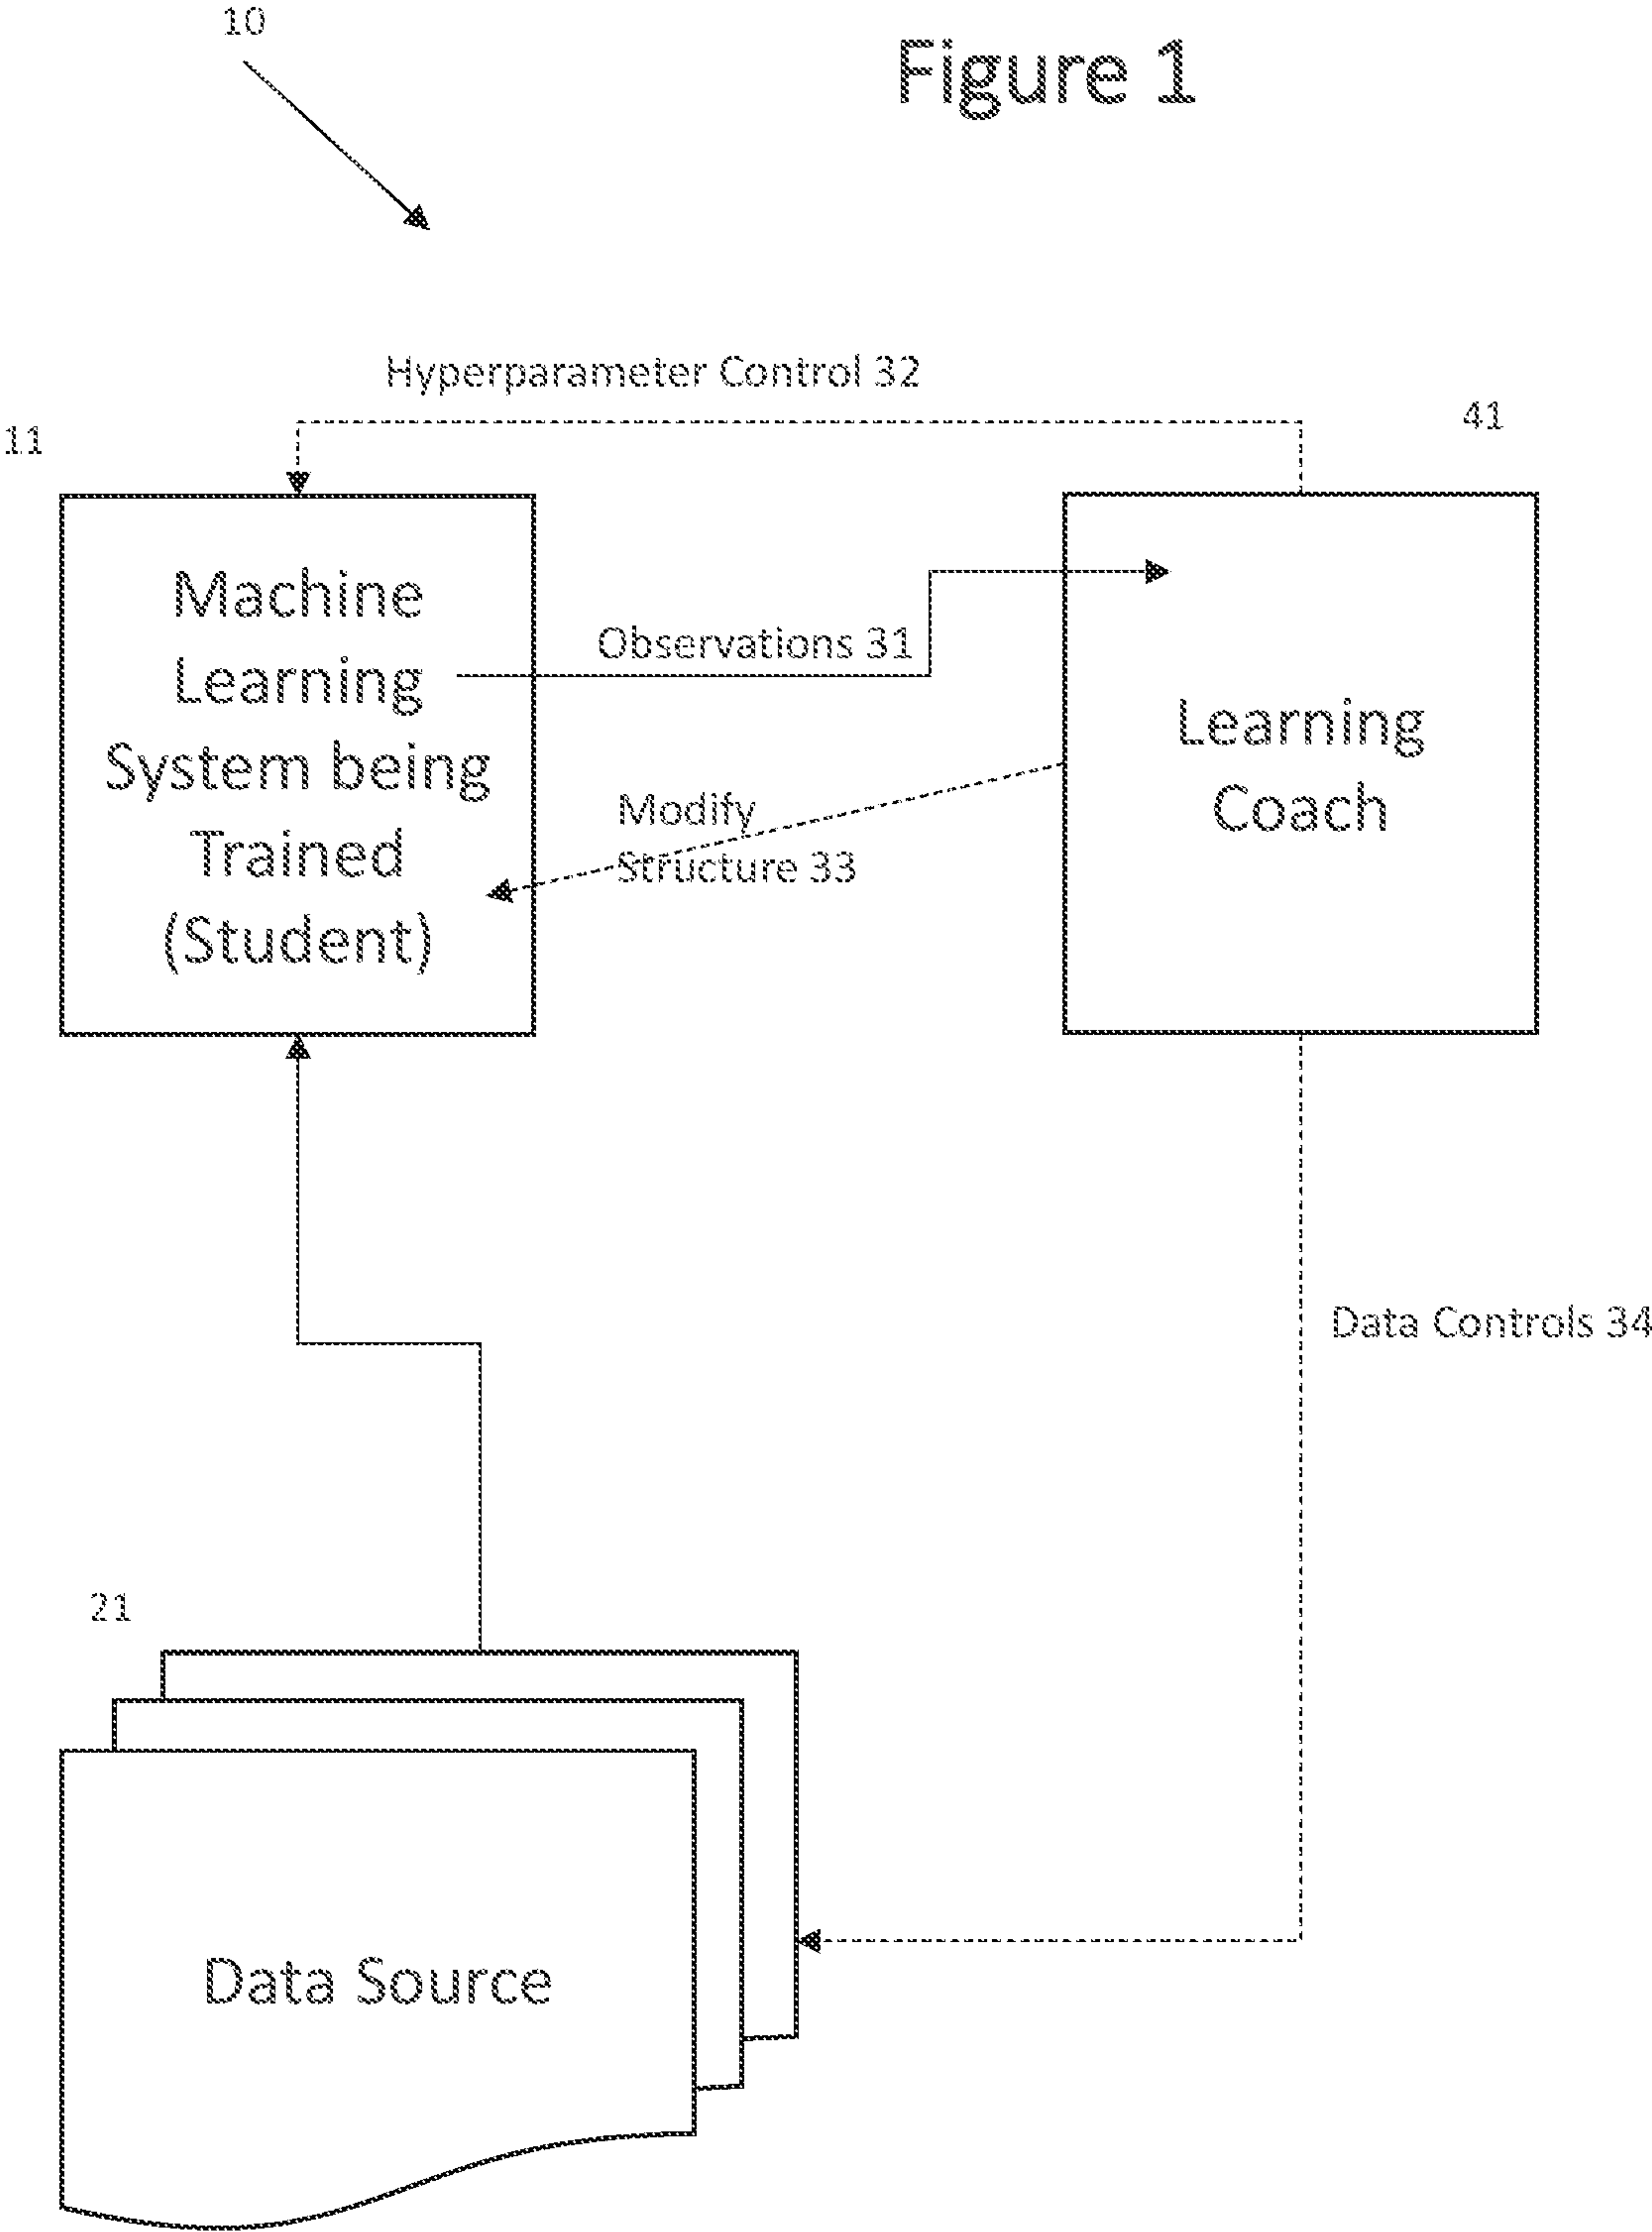 10
Figure 1
Hyperparameter Control 32
11
41
Machine
Learning
System being
Trained
(Student)
Observations 31
Learning
Coach
Modify
Structure 33
Data Controls 34
21
Data Source